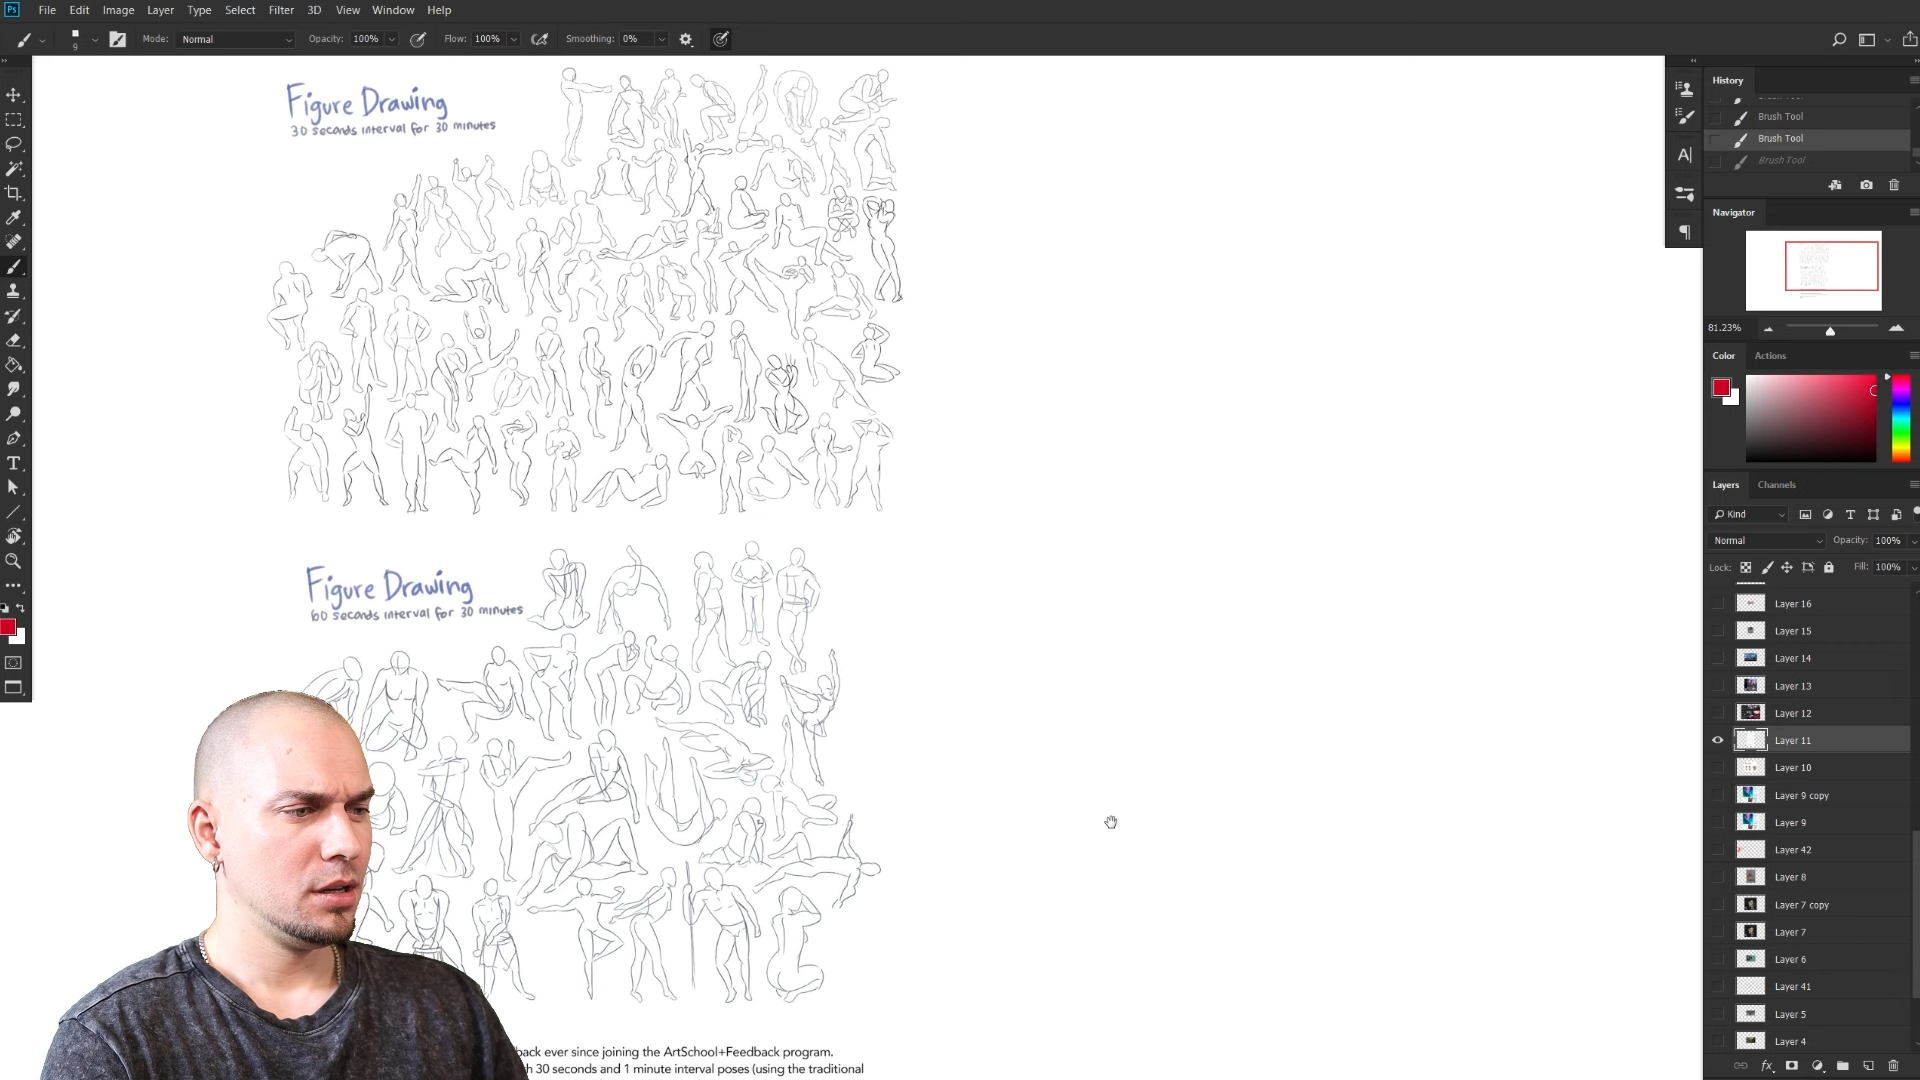 Ps File Edit Image Layer Type Select Filter 3D View Window Help
9 Mode: Normal Opacity: 100% Flow: 100% Smoothing: 0%
Figure Drawing
30 seconds interval for 30 minutes
Figure Drawing
60 seconds interval for 30 minutes
back ever since joining the ArtSchool+Feedback program.
h 30 seconds and 1 minute interval poses (using the traditional
History
Brush Tool
Brush Tool
Brush Tool
Navigator
81.23%
Color Actions
Layers Channels
Kind
Normal Opacity: 100%
Lock: Fill: 100%
Layer 16
Layer 15
Layer 14
Layer 13
Layer 12
Layer 11
Layer 10
Layer 9 copy
Layer 9
Layer 42
Layer 8
Layer 7 copy
Layer 7
Layer 6
Layer 41
Layer 5
Layer 4
fx